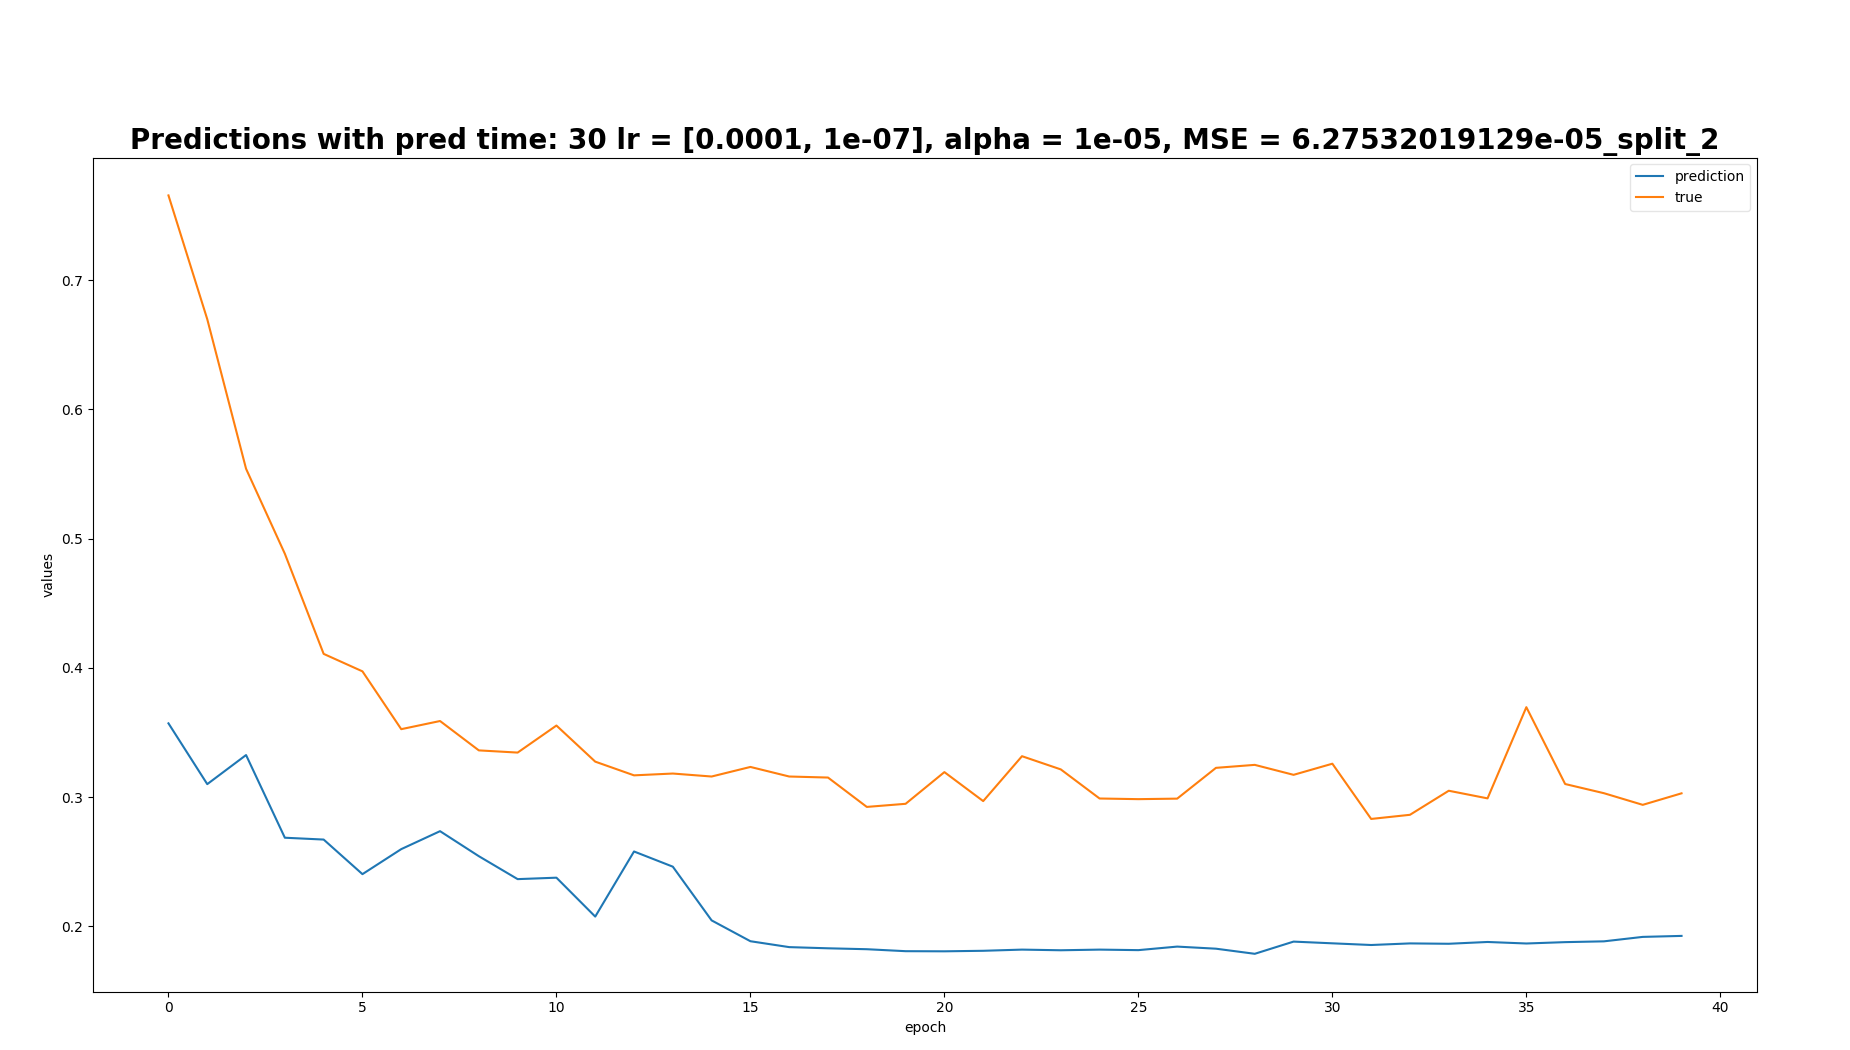 Predictions with pred time: 30 lr = [0.0001, 1e-07], alpha = 1e-05, MSE = 6.27532019129e-05_split_2
prediction
true
0.7
0.6
0.5
0.4
0.3
0.2
values
0 5 10 15 20 25 30 35 40
epoch